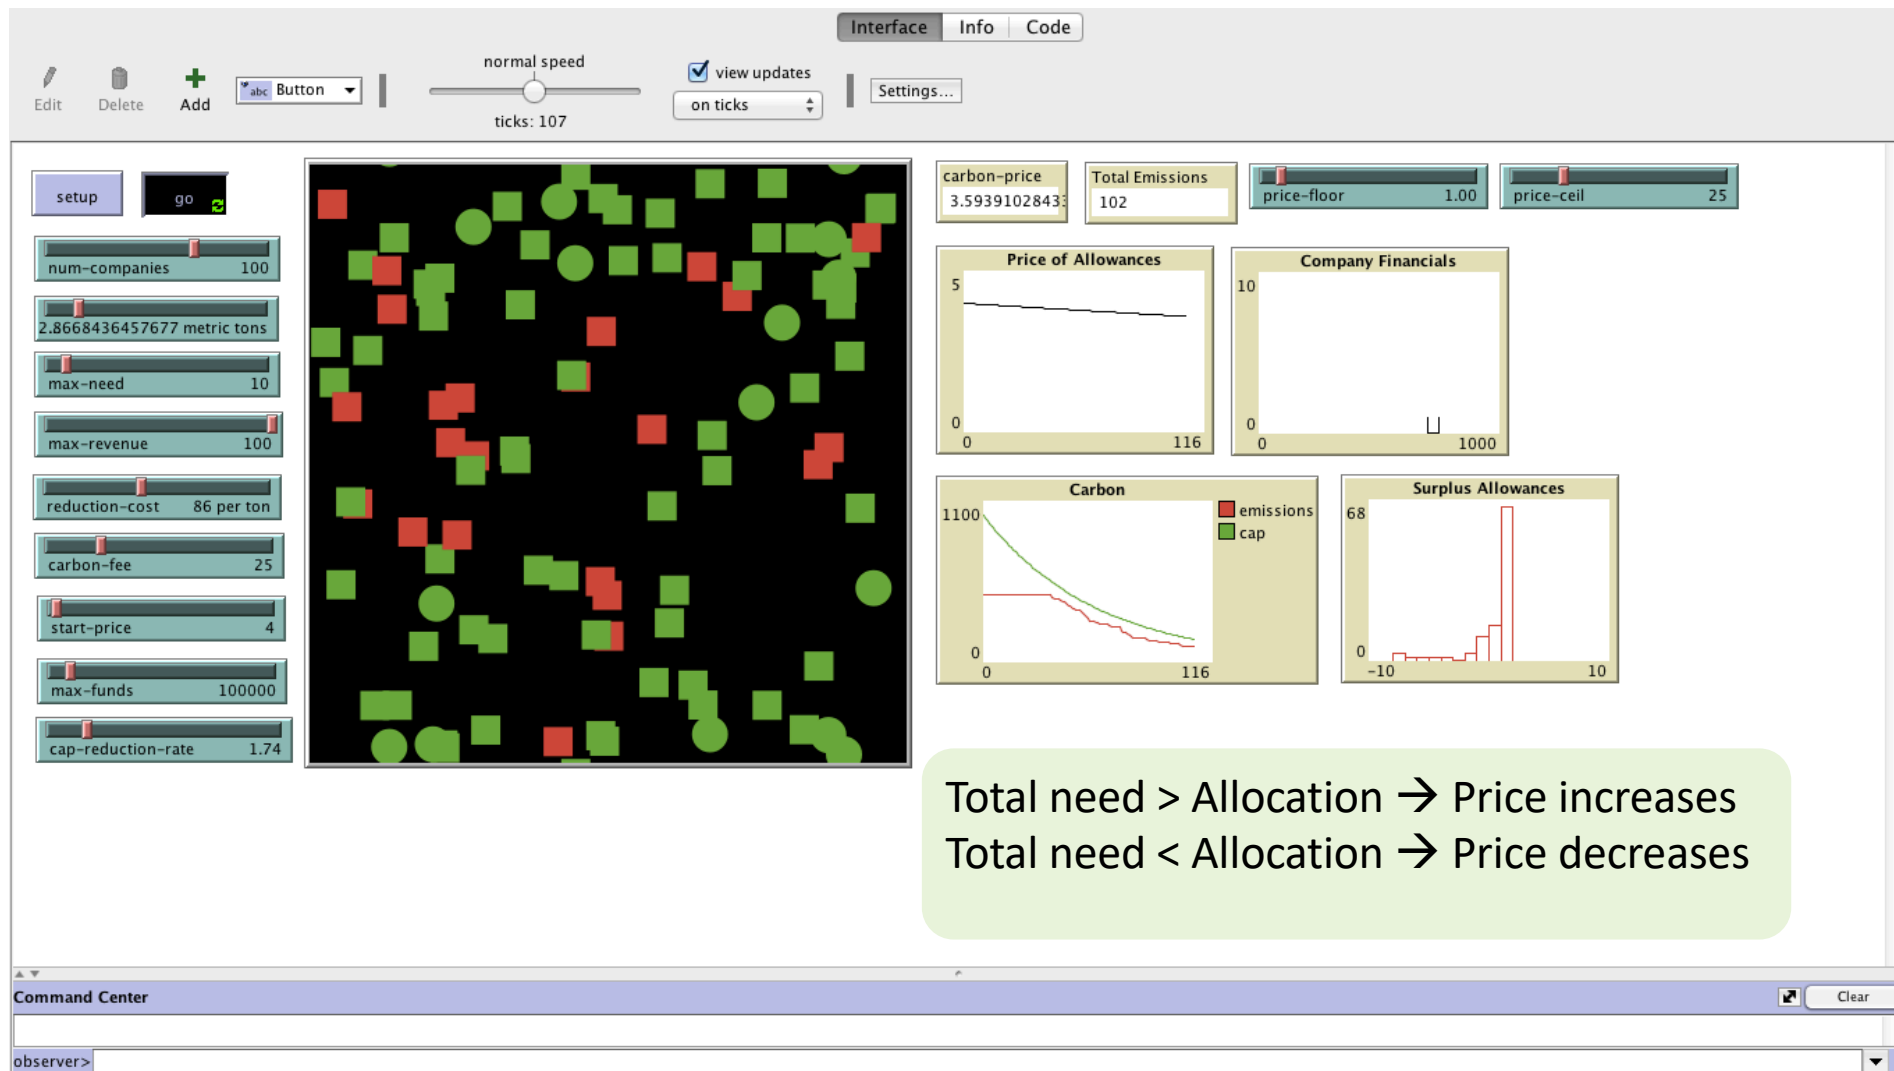 Interface Info Code
Edit Delete Add abc Button
normal speed
ticks: 107
view updates
on ticks
Settings...
setup go
num-companies 100
2.8668436457677 metric tons
max-need 10
max-revenue 100
reduction-cost 86 per ton
carbon-fee 25
start-price 4
max-funds 100000
cap-reduction-rate 1.74
carbon-price
3.5939102843
Total Emissions
102
price-floor 1.00
price-ceil 25
Price of Allowances
5
0
0 116
Company Financials
10
0
0 1000
Carbon
1100
0
0 116
emissions
cap
Surplus Allowances
68
0
-10 10
Total need > Allocation → Price increases
Total need < Allocation → Price decreases
Command Center Clear
observer>